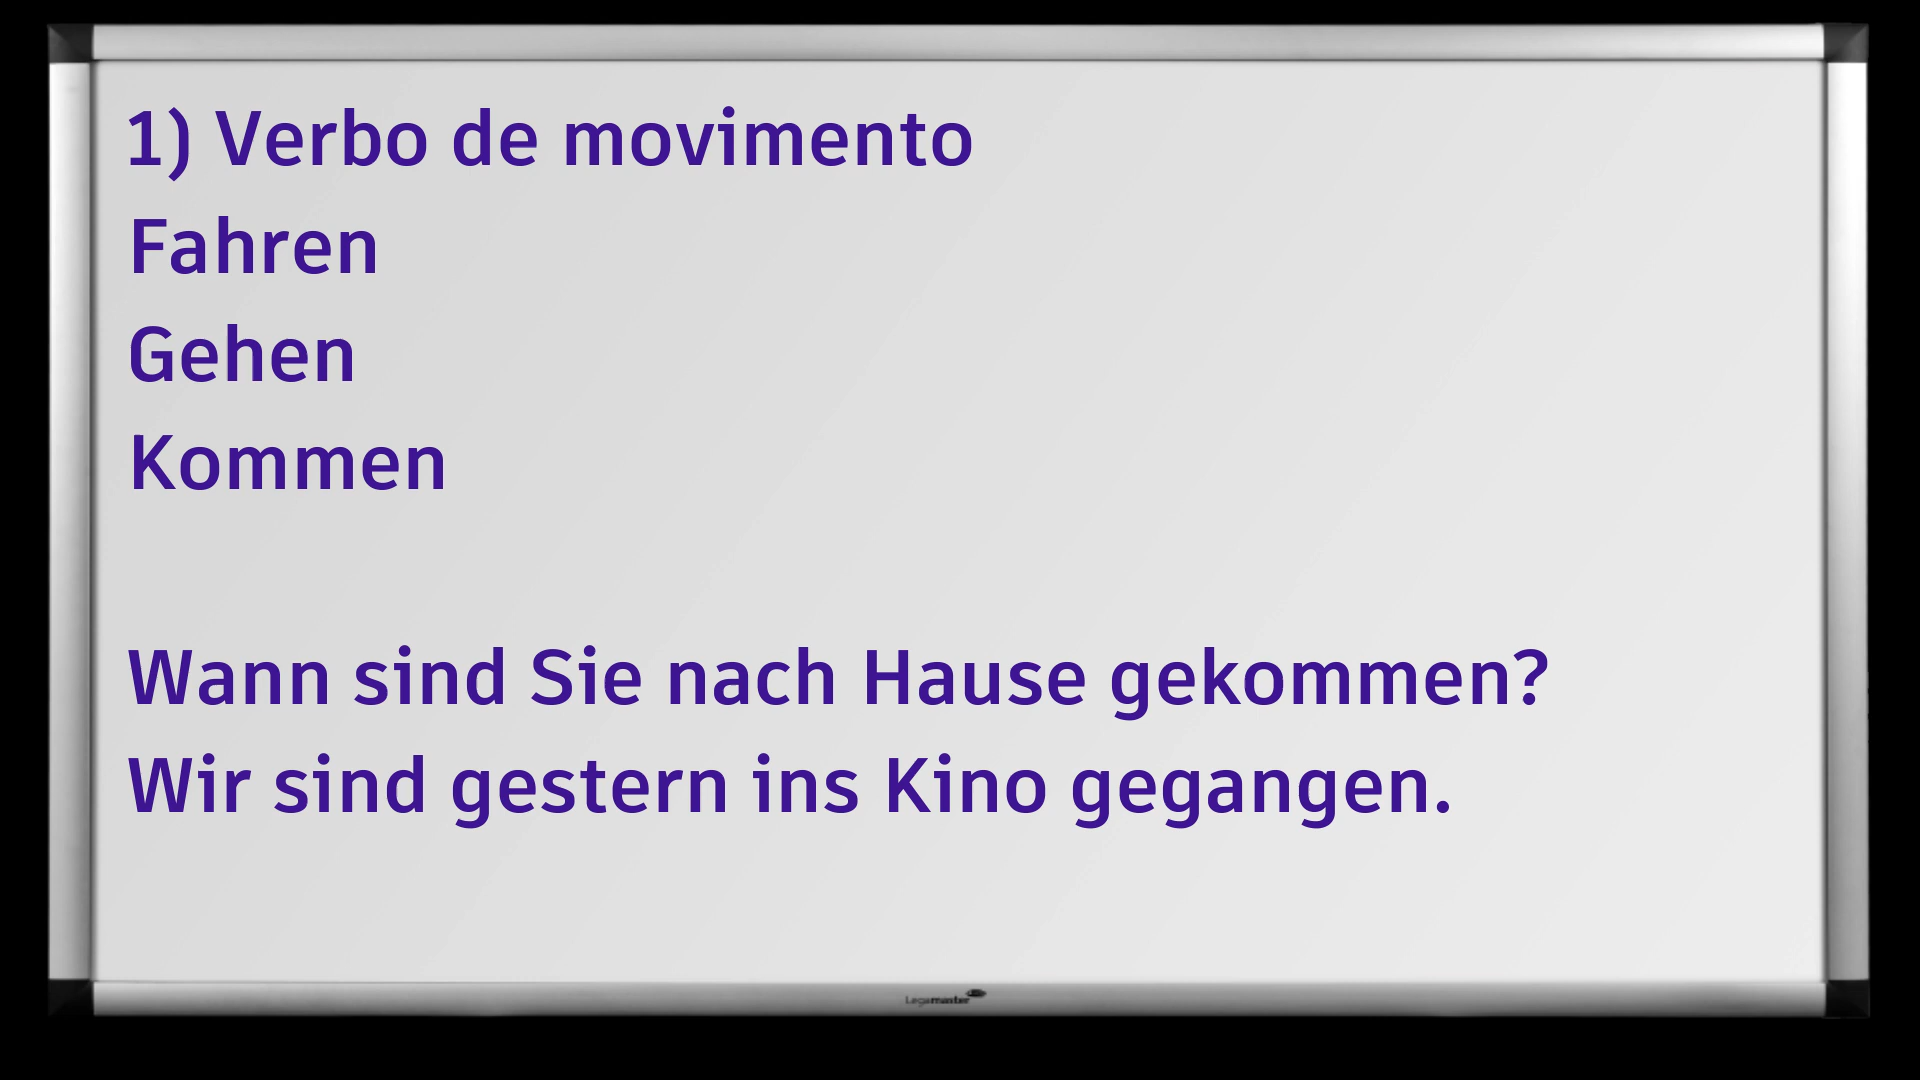 1) Verbo de movimento
Fahren
Gehen
Kommen
Wann sind Sie nach Hause gekommen?
Wir sind gestern ins Kino gegangen.
Legamaster